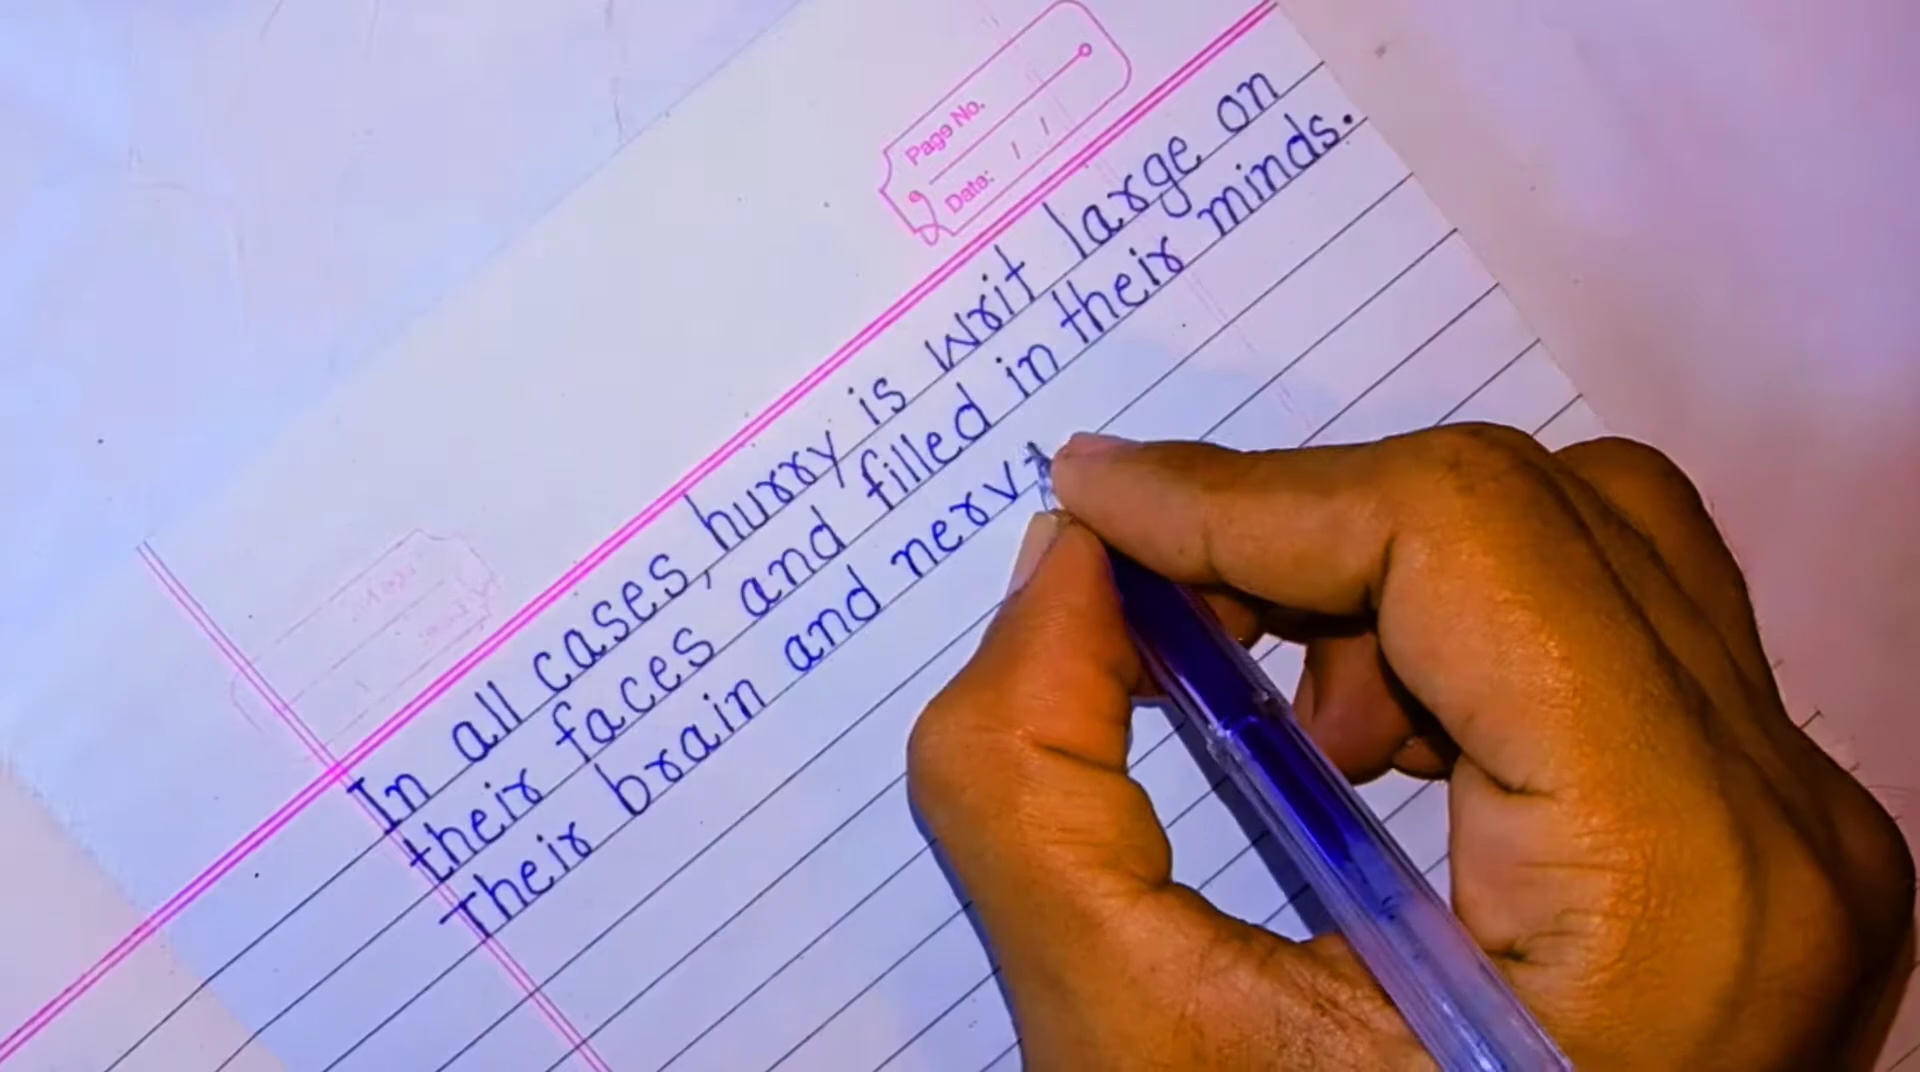 Page No.
Date: / /
In all cases, hurry is writ large on
their faces and filled in their minds.
Their brain and nerv